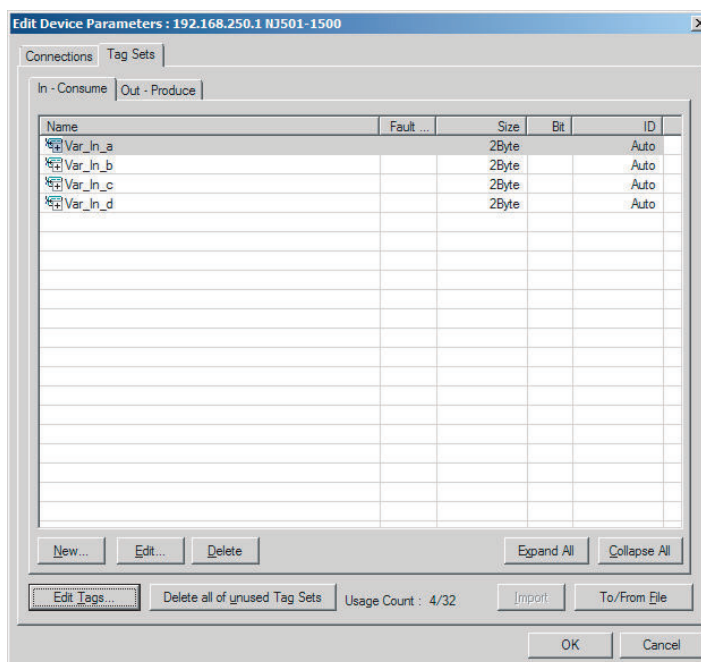 Edit Device Parameters : 192.168.250.1 NJ501-1500
Connections Tag Sets
In - Consume Out - Produce
Name Fault ... Size Bit ID
Var_In_a 2Byte Auto
Var_In_b 2Byte Auto
Var_In_c 2Byte Auto
Var_In_d 2Byte Auto
New... Edit... Delete Expand All Collapse All
Edit Tags... Delete all of unused Tag Sets Usage Count : 4/32 Import To/From File
OK Cancel